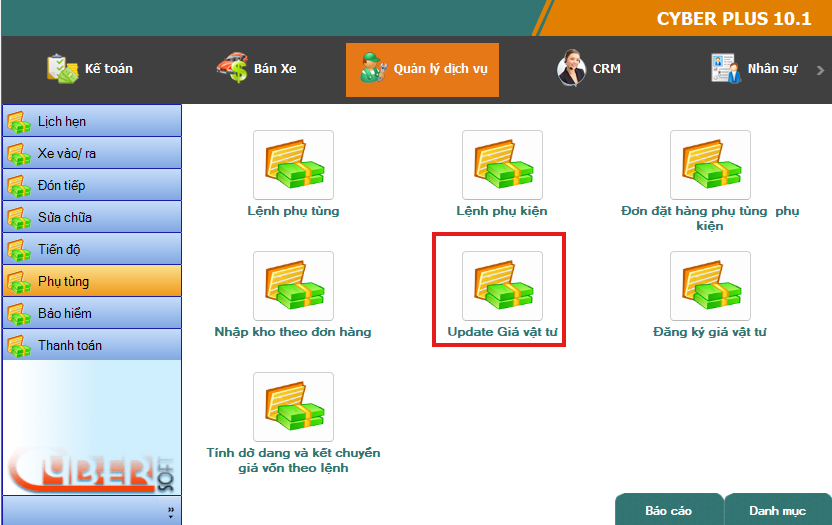 CYBER PLUS 10.1
Kế toán
Bán Xe
Quản lý dịch vụ
CRM
Nhân sự
Lịch hẹn
Xe vào/ ra
Đón tiếp
Sửa chữa
Tiến độ
Phụ tùng
Bảo hiểm
Thanh toán
CYBER
SOFT
Lệnh phụ tùng
Lệnh phụ kiện
Đơn đặt hàng phụ tùng phụ
kiện
Nhập kho theo đơn hàng
Update Giá vật tư
Đăng ký giá vật tư
Tính dở dang và kết chuyển
giá vốn theo lệnh
Báo cáo
Danh mục